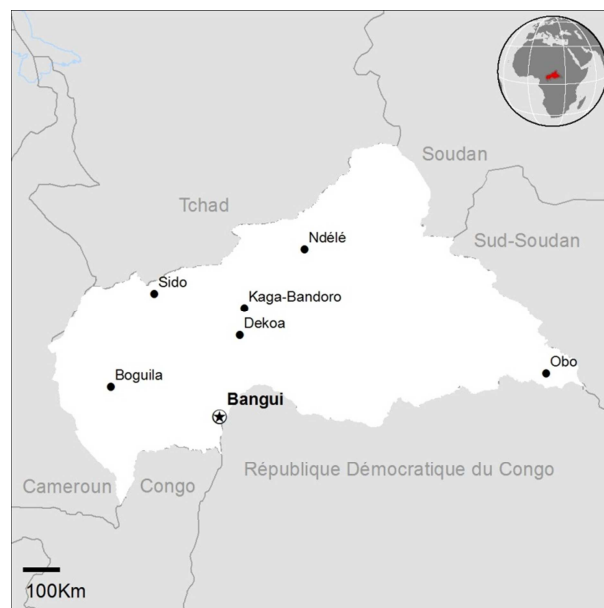 Soudan
Tchad
Sud-Soudan
Ndélé
Sido
Kaga-Bandoro
Dekoa
Obo
Boguila
Bangui
République Démocratique du Congo
Cameroun
Congo
100Km